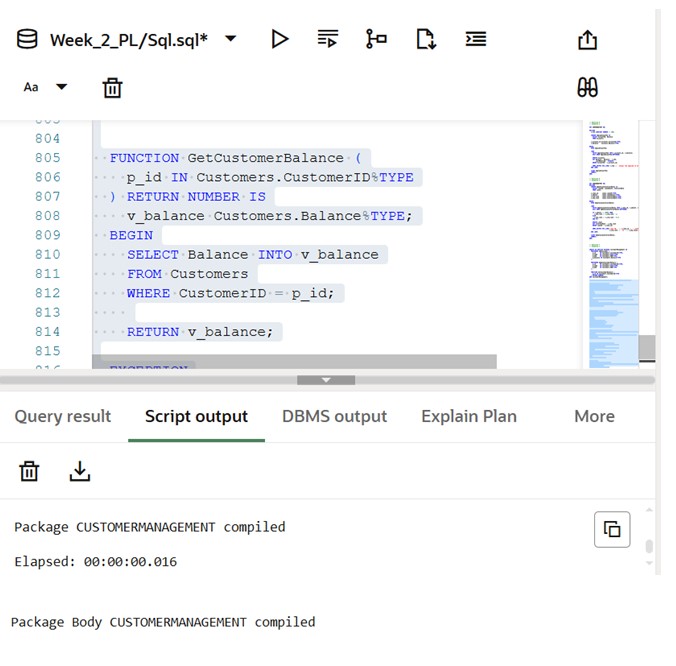 Week_2_PL/Sql.sql*
Aa
804
805 FUNCTION GetCustomerBalance (
806 p_id IN Customers.CustomerID%TYPE
807 ) RETURN NUMBER IS
808 v_balance Customers.Balance%TYPE;
809 BEGIN
810 SELECT Balance INTO v_balance
811 FROM Customers
812 WHERE CustomerID = p_id;
813
814 RETURN v_balance;
815
816 EXCEPTION
Query result Script output DBMS output Explain Plan More
Package CUSTOMERMANAGEMENT compiled
Elapsed: 00:00:00.016
Package Body CUSTOMERMANAGEMENT compiled